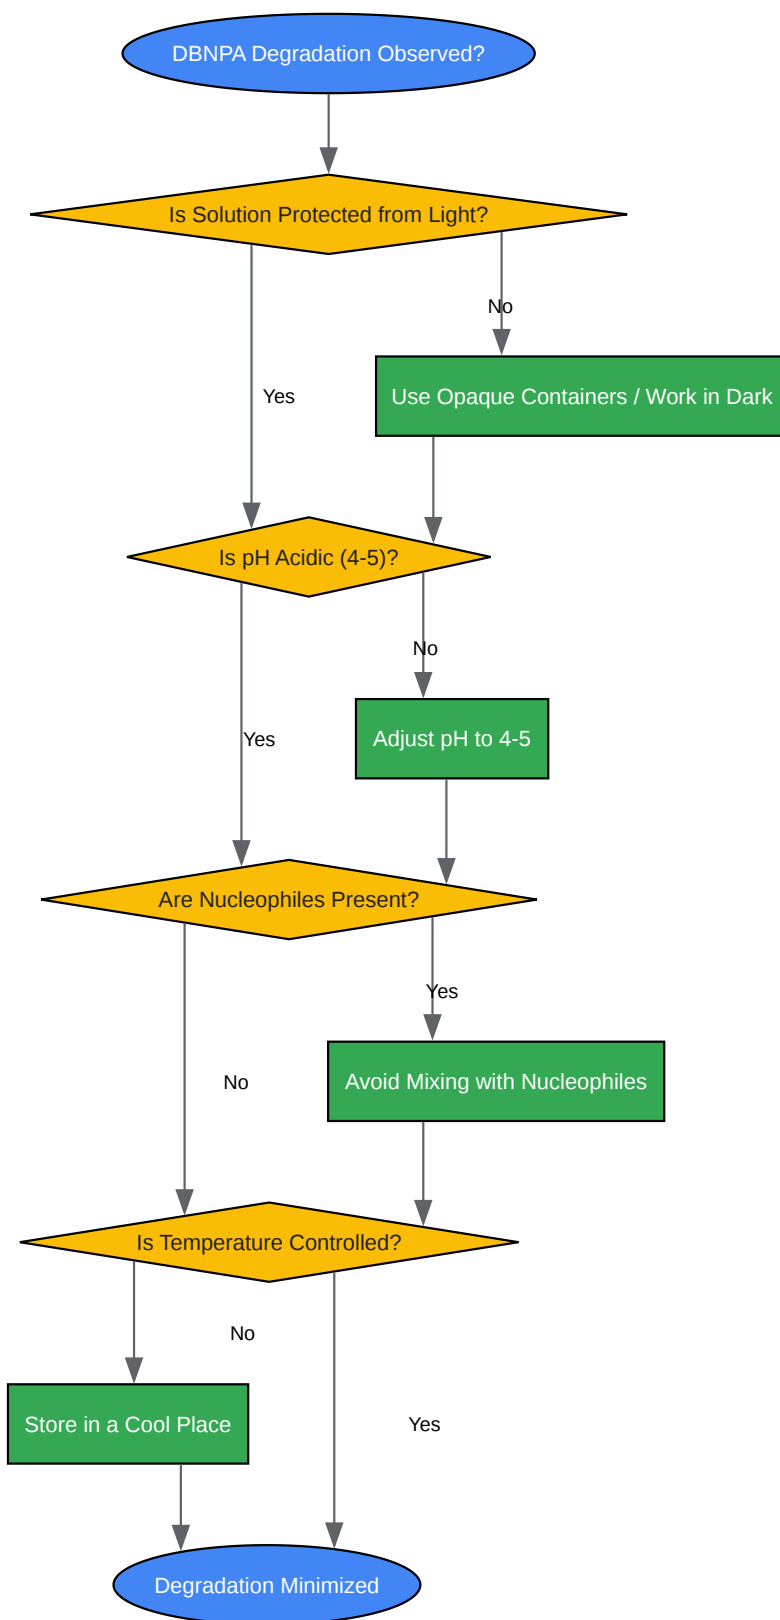 DBNPA Degradation Observed?
Is Solution Protected from Light?
No
Yes
Use Opaque Containers / Work in Dark
Is pH Acidic (4-5)?
No
Yes
Adjust pH to 4-5
Are Nucleophiles Present?
Yes
No
Avoid Mixing with Nucleophiles
Is Temperature Controlled?
No
Store in a Cool Place
Yes
Degradation Minimized